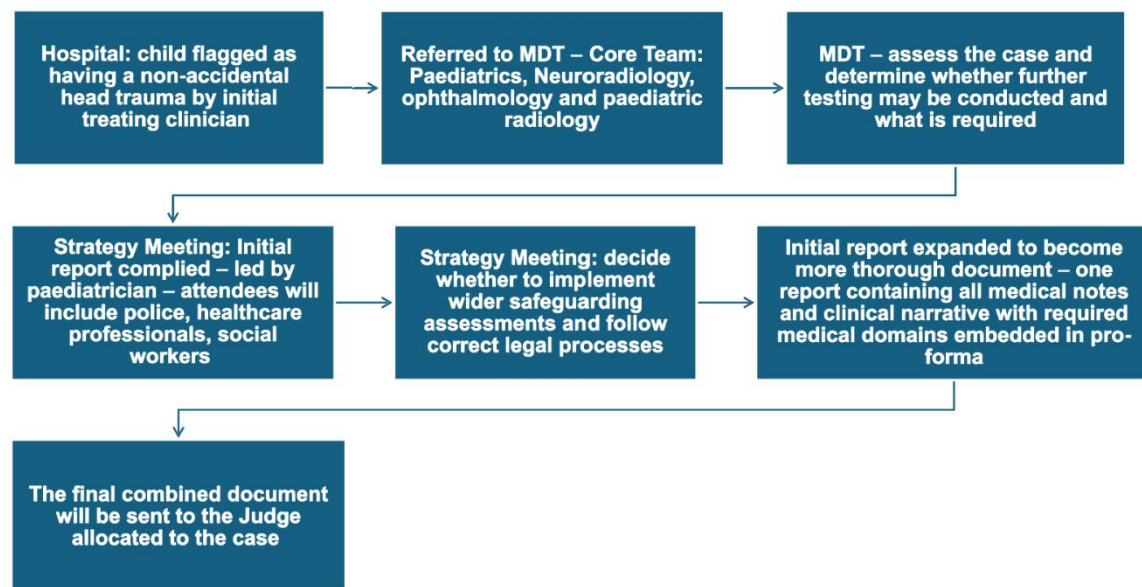 Hospital: child flagged as
having a non-accidental
head trauma by initial
treating clinician
Referred to MDT – Core Team:
Paediatrics, Neuroradiology,
ophthalmology and paediatric
radiology
MDT – assess the case and
determine whether further
testing may be conducted and
what is required
Strategy Meeting: Initial
report complied – led by
paediatrician – attendees will
include police, healthcare
professionals, social
workers
Strategy Meeting: decide
whether to implement
wider safeguarding
assessments and follow
correct legal processes
Initial report expanded to become
more thorough document – one
report containing all medical notes
and clinical narrative with required
medical domains embedded in pro-
forma
The final combined document
will be sent to the Judge
allocated to the case